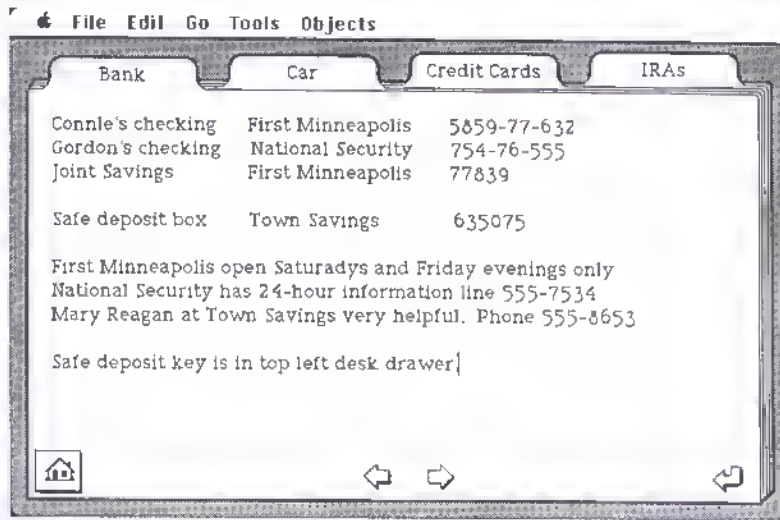 File Edit Go Tools Objects
Bank Car Credit Cards IRAs
Connie's checking First Minneapolis 5859-77-632
Gordon's checking National Security 754-76-555
Joint Savings First Minneapolis 77839
Safe deposit box Town Savings 635075
First Minneapolis open Saturadys and Friday evenings only
National Security has 24-hour information line 555-7534
Mary Reagan at Town Savings very helpful. Phone 555-8653
Safe deposit key is in top left desk drawer